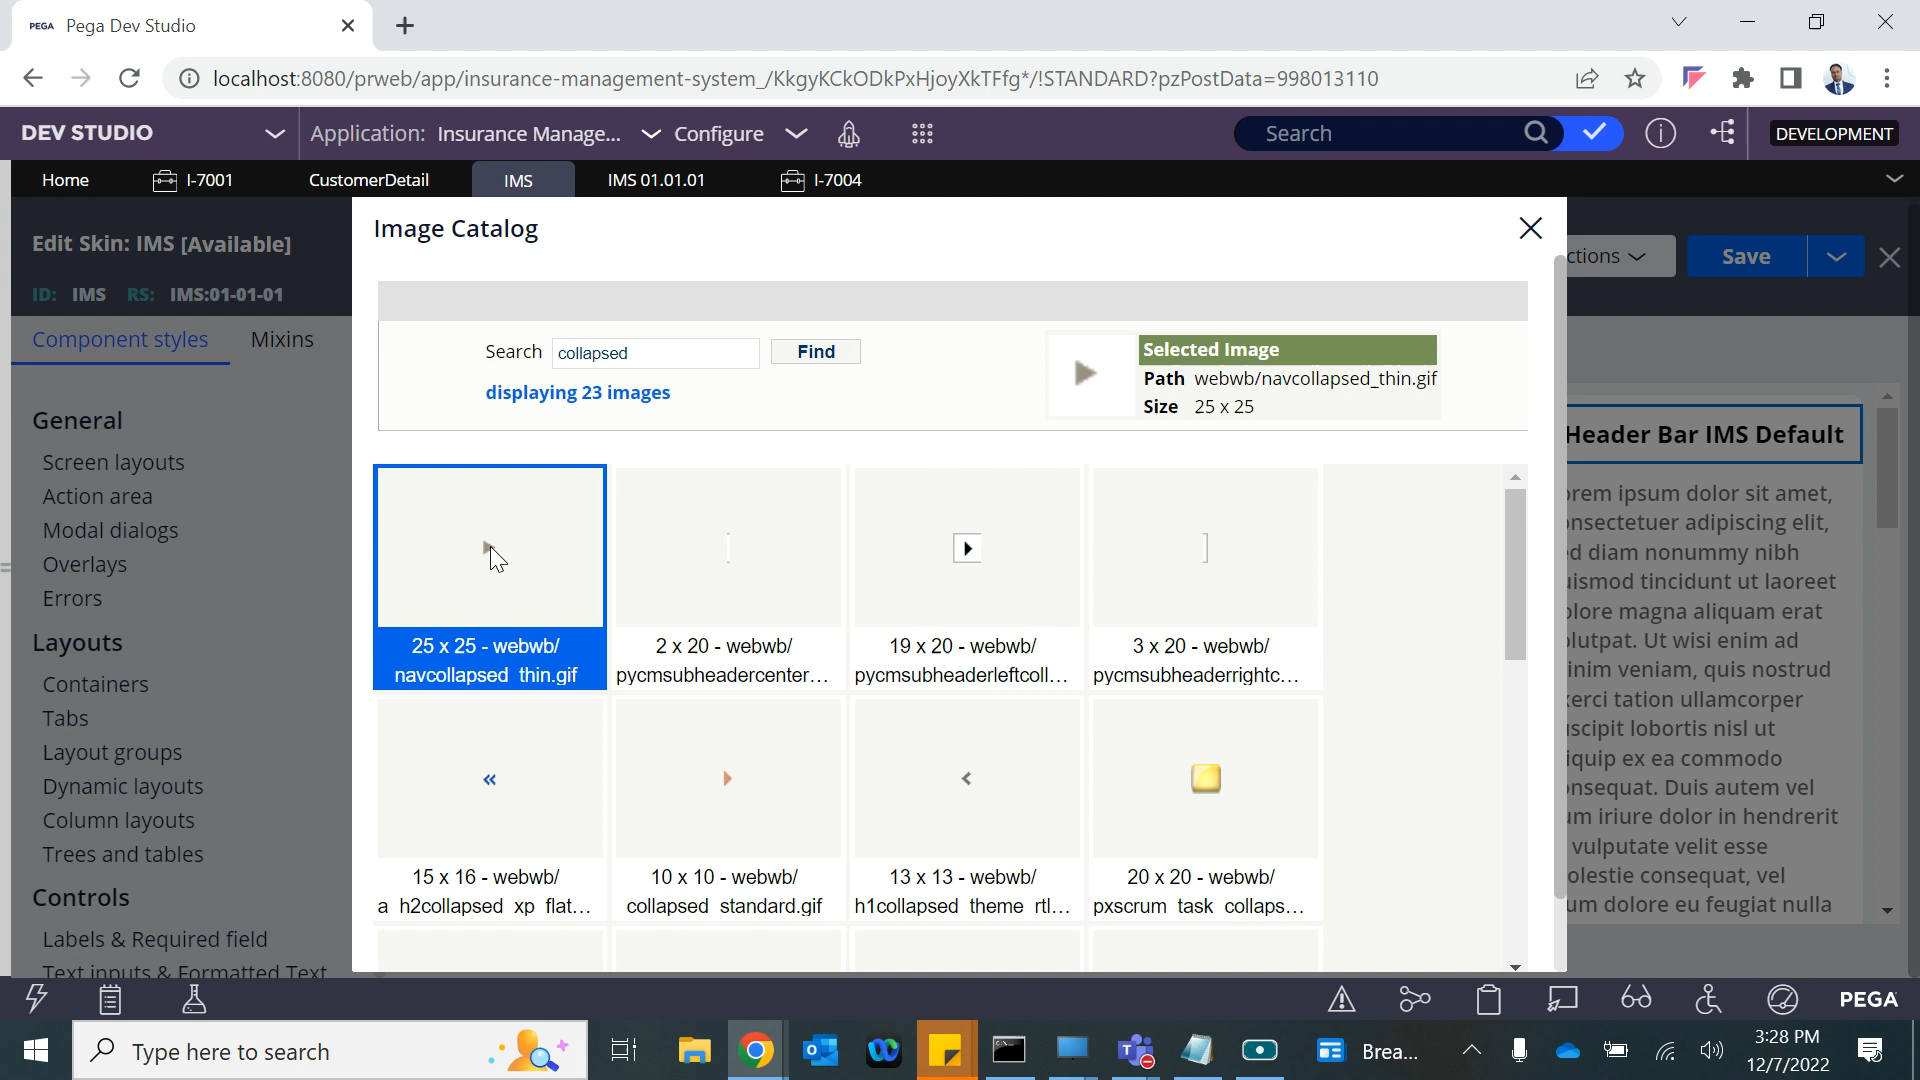 PEGA Pega Dev Studio
localhost:8080/prweb/app/insurance-management-system_/KkgyKCkODkPxHjoyXkTFfg*/!STANDARD?pzPostData=998013110
DEV STUDIO Application: Insurance Manage... Configure Search DEVELOPMENT
Home I-7001 CustomerDetail IMS IMS 01.01.01 I-7004
Edit Skin: IMS [Available]
ID: IMS RS: IMS:01-01-01
Component styles Mixins
General
Screen layouts
Action area
Modal dialogs
Overlays
Errors
Layouts
Containers
Tabs
Layout groups
Dynamic layouts
Column layouts
Trees and tables
Controls
Labels & Required field
Text inputs & Formatted Text
Image Catalog
Search collapsed Find
displaying 23 images
Selected Image
Path webwb/navcollapsed_thin.gif
Size 25 x 25
25 x 25 - webwb/
navcollapsed_thin.gif
2 x 20 - webwb/
pycmsubheadercenter...
19 x 20 - webwb/
pycmsubheaderleftcoll...
3 x 20 - webwb/
pycmsubheaderrightc...
15 x 16 - webwb/
a_h2collapsed_xp_flat...
10 x 10 - webwb/
collapsed_standard.gif
13 x 13 - webwb/
h1collapsed_theme_rtl...
20 x 20 - webwb/
pxscrum_task_collaps...
ctions Save
Header Bar IMS Default
rem ipsum dolor sit amet,
nsectetuer adipiscing elit,
d diam nonummy nibh
ismod tincidunt ut laoreet
lore magna aliquam erat
lutpat. Ut wisi enim ad
inim veniam, quis nostrud
erci tation ullamcorper
scipit lobortis nisl ut
iquip ex ea commodo
nsequat. Duis autem vel
m iriure dolor in hendrerit
vulputate velit esse
olestie consequat, vel
um dolore eu feugiat nulla
PEGA
Type here to search
Brea...
3:28 PM
12/7/2022